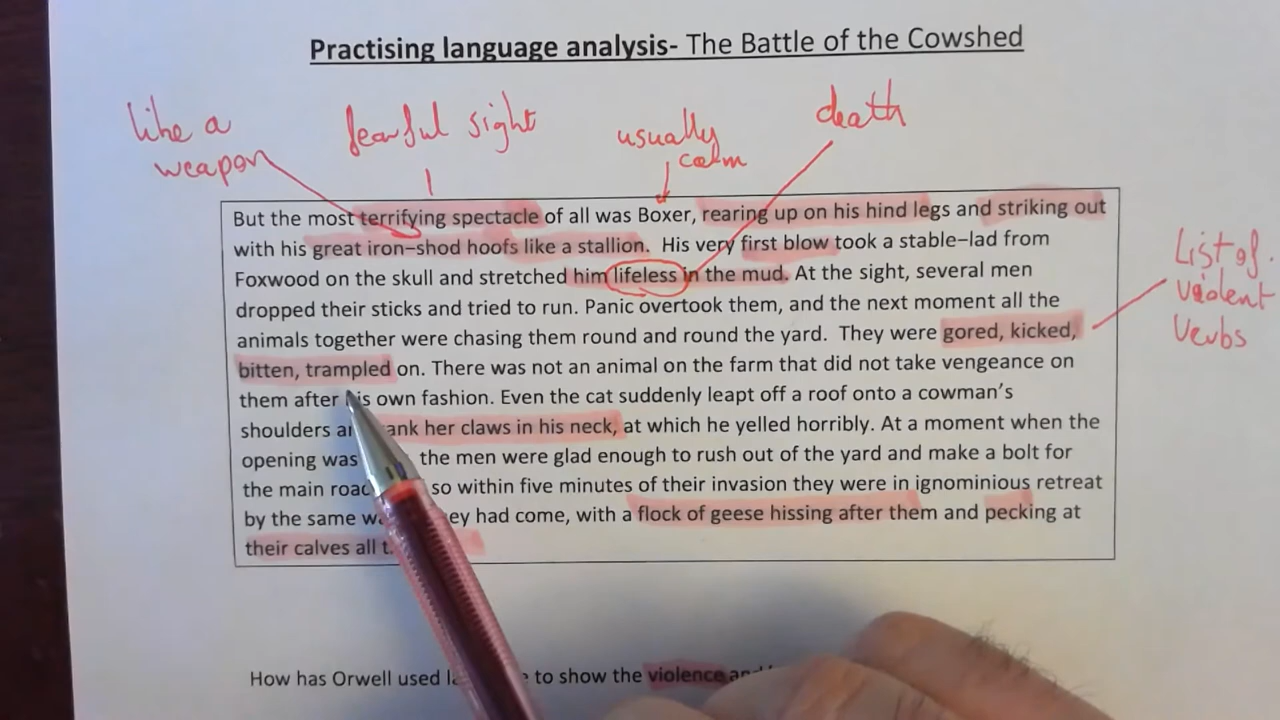 Practising language analysis- The Battle of the Cowshed
like a
weapon
fearful sight
usually
calm
death
But the most terrifying spectacle of all was Boxer, rearing up on his hind legs and striking out
with his great iron–shod hoofs like a stallion. His very first blow took a stable–lad from
Foxwood on the skull and stretched him lifeless in the mud. At the sight, several men
dropped their sticks and tried to run. Panic overtook them, and the next moment all the
animals together were chasing them round and round the yard. They were gored, kicked,
bitten, trampled on. There was not an animal on the farm that did not take vengeance on
them after his own fashion. Even the cat suddenly leapt off a roof onto a cowman's
shoulders her claws in his neck, at which he yelled horribly. At a moment when the
opening was the men were glad enough to rush out of the yard and make a bolt for
the main so within five minutes of their invasion they were in ignominious retreat
by the same had come, with a flock of geese hissing after them and pecking at
their calves all
List of
violent
verbs
How has Orwell used to show the violence